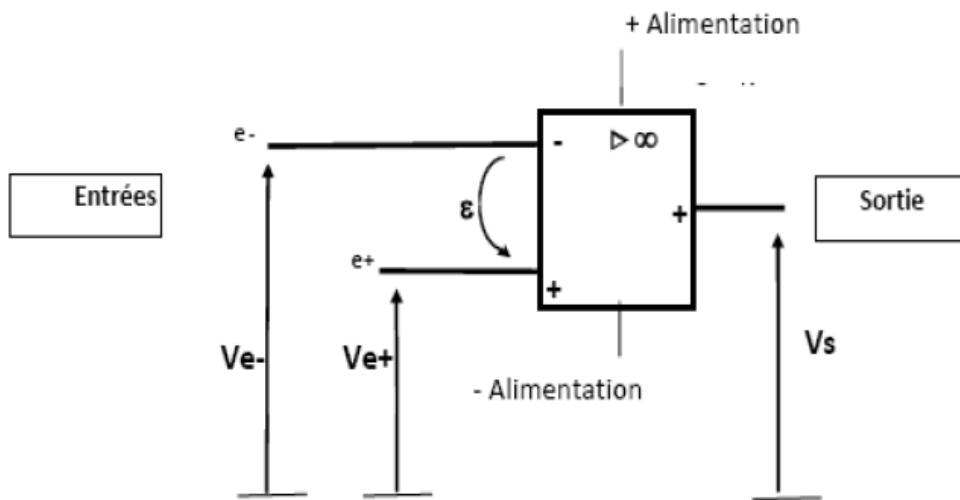 + Alimentation
e-
- ▷ ∞
Entrées
ε
+
Sortie
e+
+
Ve-
Ve+
Vs
- Alimentation